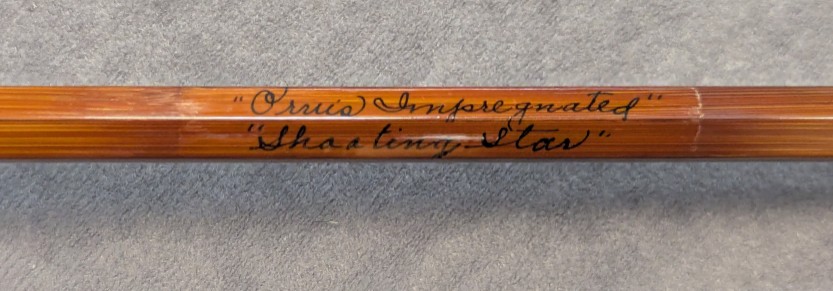 "Orvis Impregnated"
"Shooting Star"